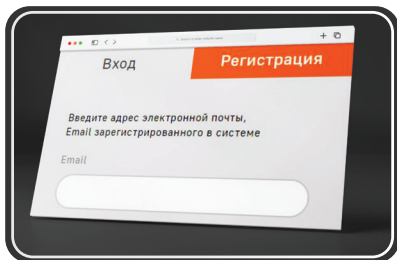 Вход
Регистрация
Введите адрес электронной почты,
Email зарегистрированного в системе
Email